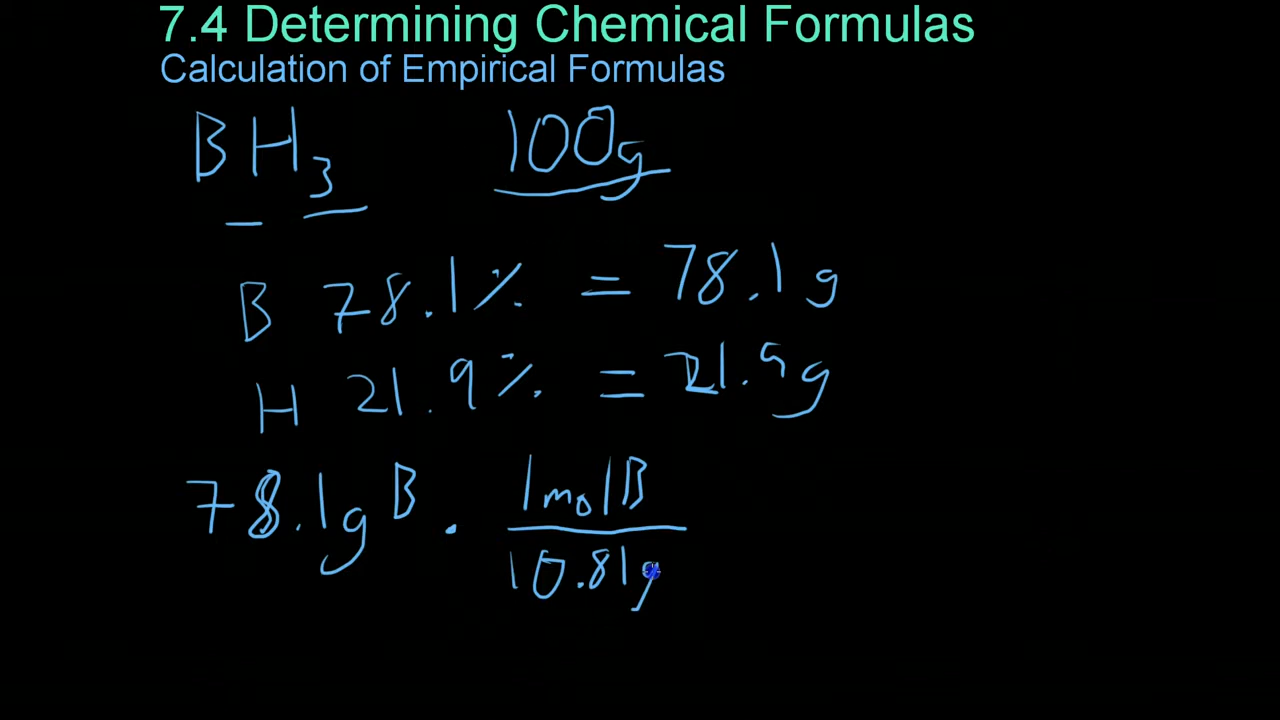 7.4 Determining Chemical Formulas
Calculation of Empirical Formulas
BH₃ 100g
B 78.1% = 78.1g
H 21.9% = 21.9g
78.1g B · 1molB
10.81g